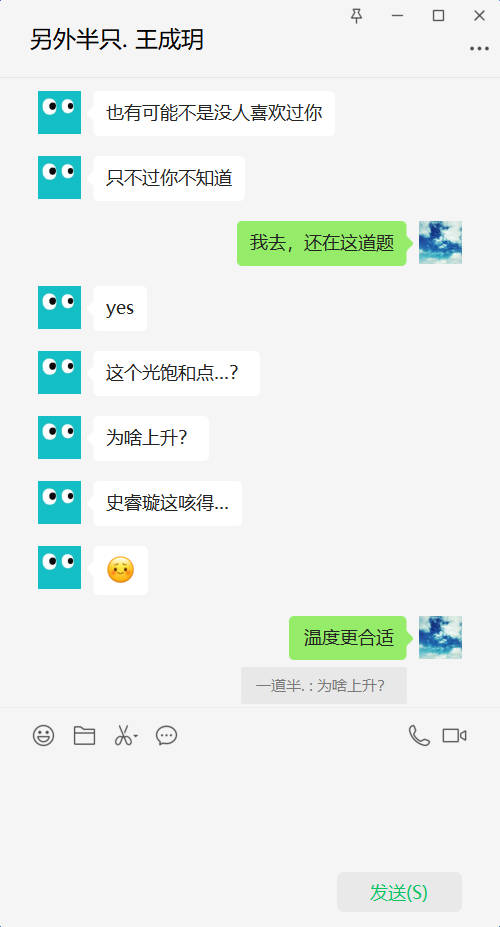 另外半只. 王成玥
也有可能不是没人喜欢过你
只不过你不知道
我去，还在这道题
yes
这个光饱和点...？
为啥上升？
史睿璇这咳得...
温度更合适
一道半. : 为啥上升？
发送(S)